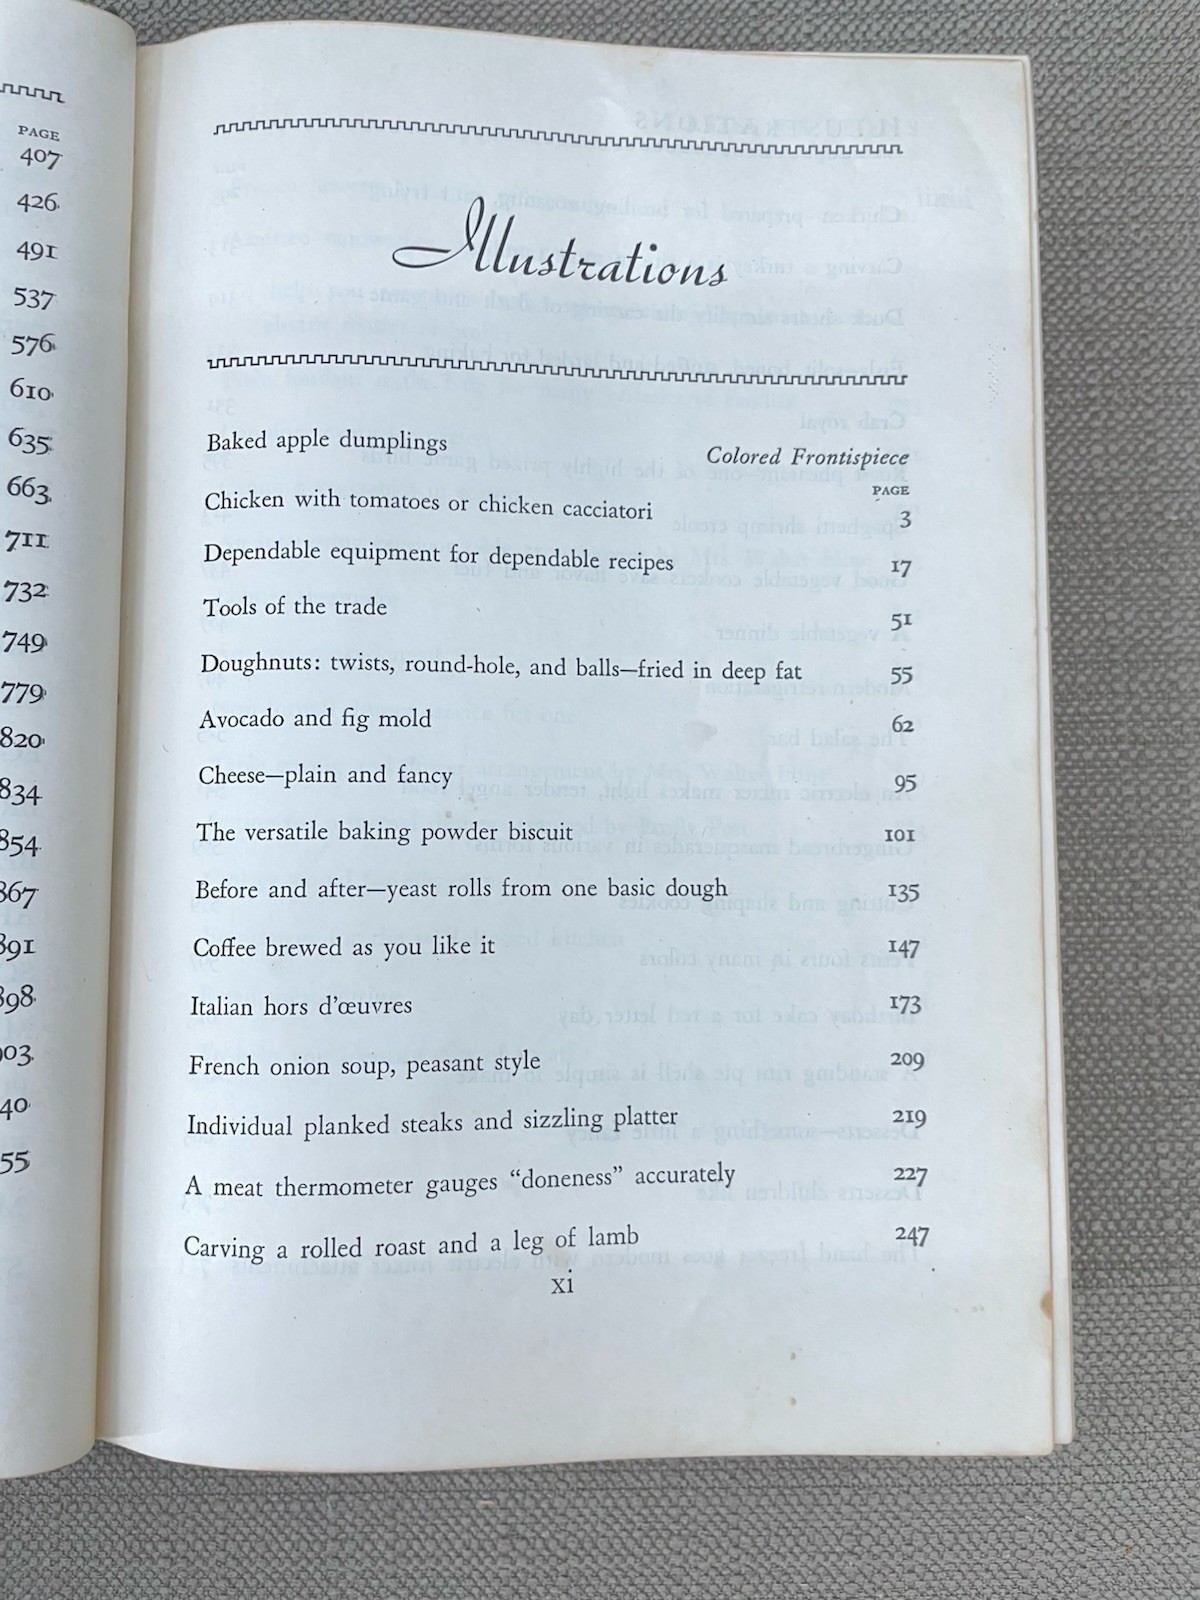 PAGE
407
426
491
537
576
610
635
663
711
732
749
779
820
834
854
867
891
898
903
40
55
Illustrations
Baked apple dumplings Colored Frontispiece
PAGE
Chicken with tomatoes or chicken cacciatori 3
Dependable equipment for dependable recipes 17
Tools of the trade 51
Doughnuts: twists, round-hole, and balls—fried in deep fat 55
Avocado and fig mold 62
Cheese—plain and fancy 95
The versatile baking powder biscuit 101
Before and after—yeast rolls from one basic dough 135
Coffee brewed as you like it 147
Italian hors d'œuvres 173
French onion soup, peasant style 209
Individual planked steaks and sizzling platter 219
A meat thermometer gauges “doneness” accurately 227
Carving a rolled roast and a leg of lamb 247
xi